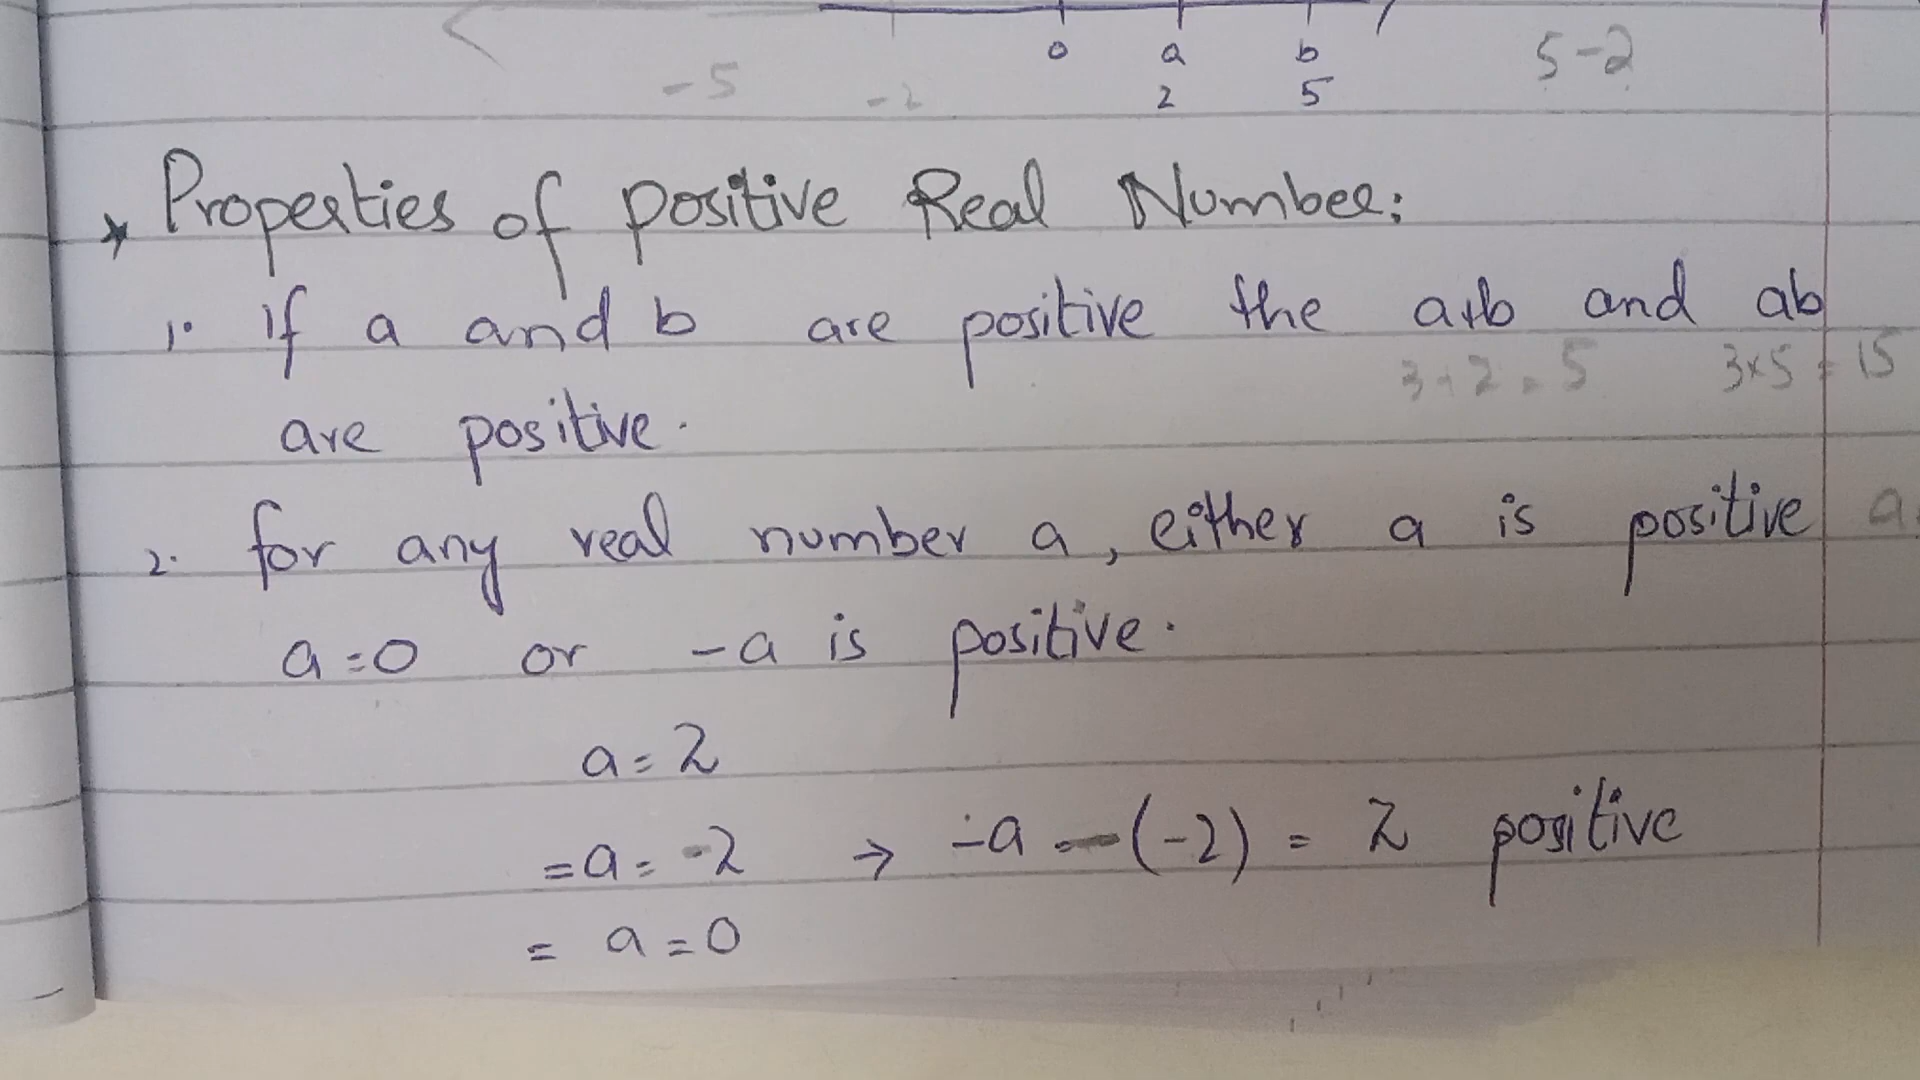 0 a b 5-2
-5 -2 2 5
* Properties of positive Real Number:
1. If a and b are positive the a+b and ab
3+2=5 3×5=15
are positive.
2. for any real number a, either a is positive a
a=0 or -a is positive.
a=2
=a=-2 → -a=-(-2) = 2 positive
= a=0